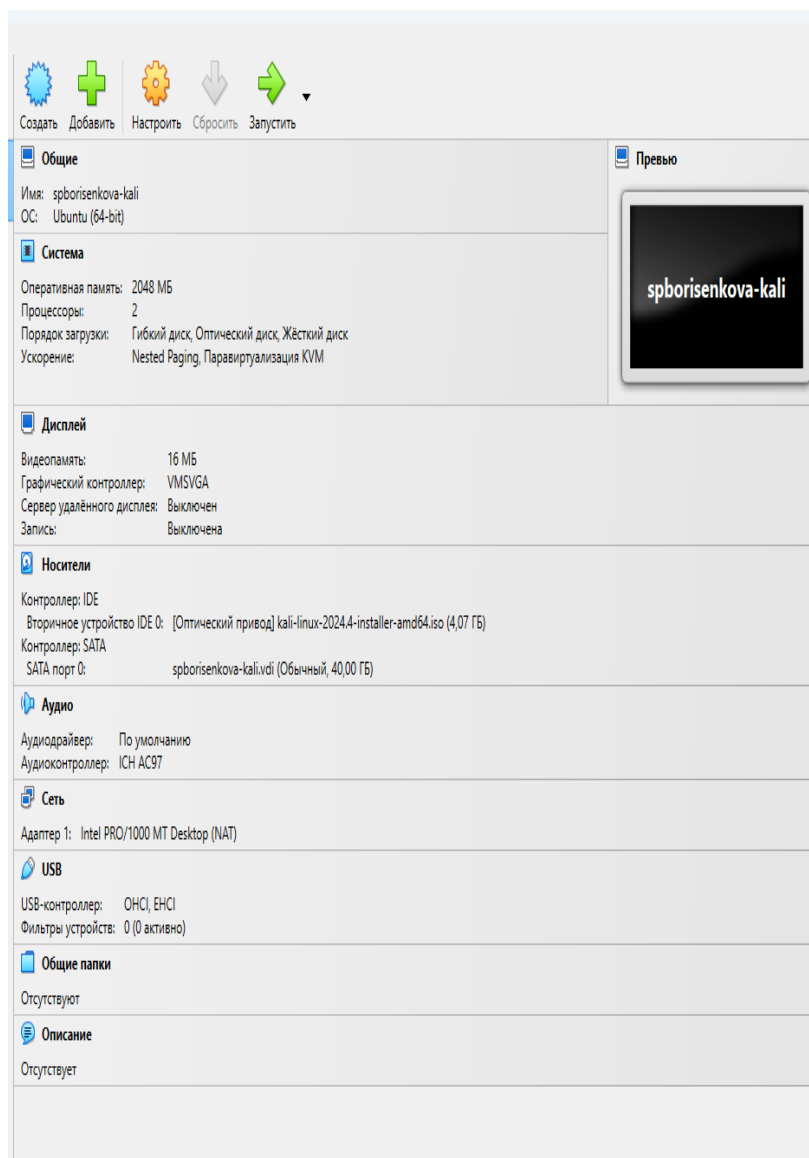 Создать Добавить Настроить Сбросить Запустить
Общие
Имя: spborisenkova-kali
ОС: Ubuntu (64-bit)
Превью
spborisenkova-kali
Система
Оперативная память: 2048 МБ
Процессоры: 2
Порядок загрузки: Гибкий диск, Оптический диск, Жёсткий диск
Ускорение: Nested Paging, Паравиртуализация KVM
Дисплей
Видеопамять: 16 МБ
Графический контроллер: VMSVGA
Сервер удалённого дисплея: Выключен
Запись: Выключена
Носители
Контроллер: IDE
Вторичное устройство IDE 0: [Оптический привод] kali-linux-2024.4-installer-amd64.iso (4,07 ГБ)
Контроллер: SATA
SATA порт 0: spborisenkova-kali.vdi (Обычный, 40,00 ГБ)
Аудио
Аудиодрайвер: По умолчанию
Аудиоконтроллер: ICH AC97
Сеть
Адаптер 1: Intel PRO/1000 MT Desktop (NAT)
USB
USB-контроллер: OHCI, EHCI
Фильтры устройств: 0 (0 активно)
Общие папки
Отсутствуют
Описание
Отсутствует